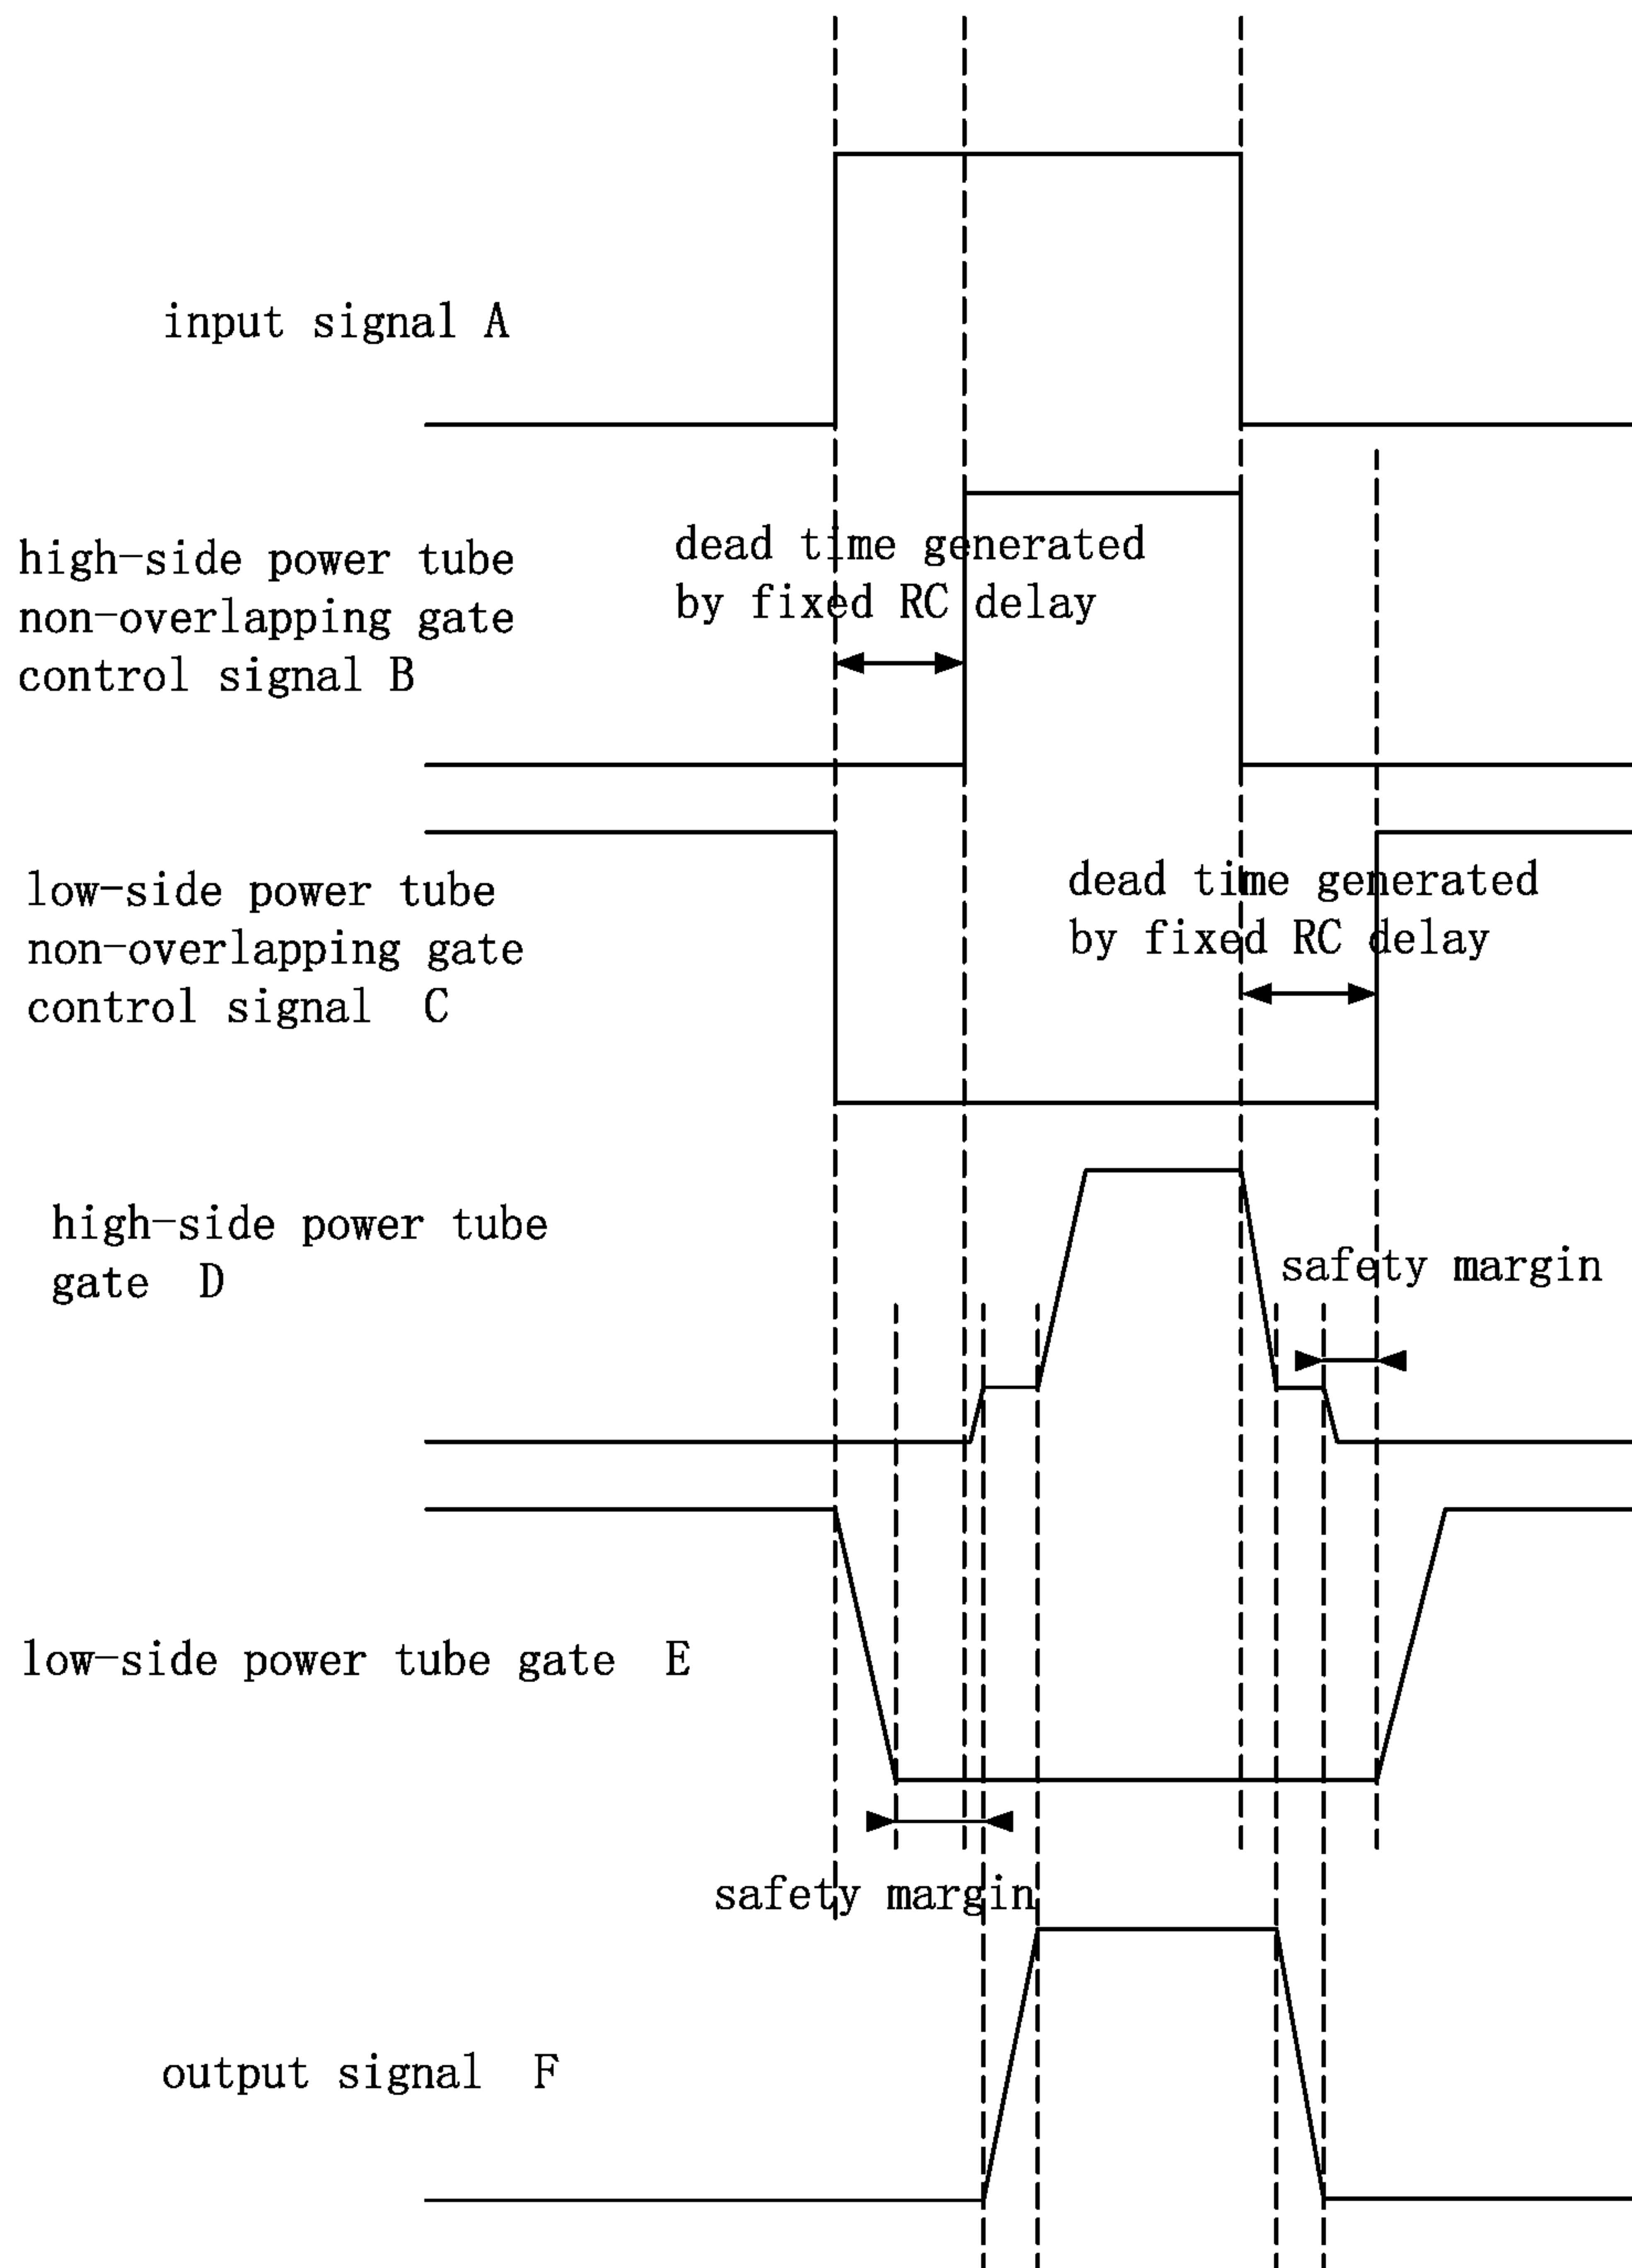 input signal A
high-side power tube
non-overlapping gate
control signal B
dead time generated
by fixed RC delay
low-side power tube
non-overlapping gate
control signal C
dead time generated
by fixed RC delay
high-side power tube
gate D
safety margin
low-side power tube gate E
safety margin
output signal F